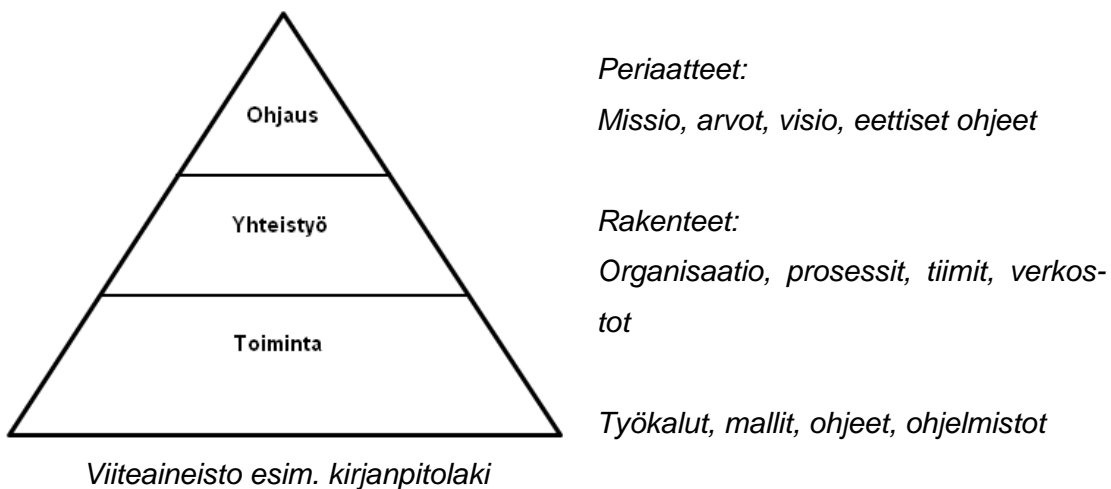 Periaatteet:
Ohjaus
Missio, arvot, visio, eettiset ohjeet
Yhteistyö
Rakenteet:
Organisaatio, prosessit, tiimit, verkos-
tot
Toiminta
Työkalut, mallit, ohjeet, ohjelmistot
Viiteaineisto esim. kirjanpitolaki